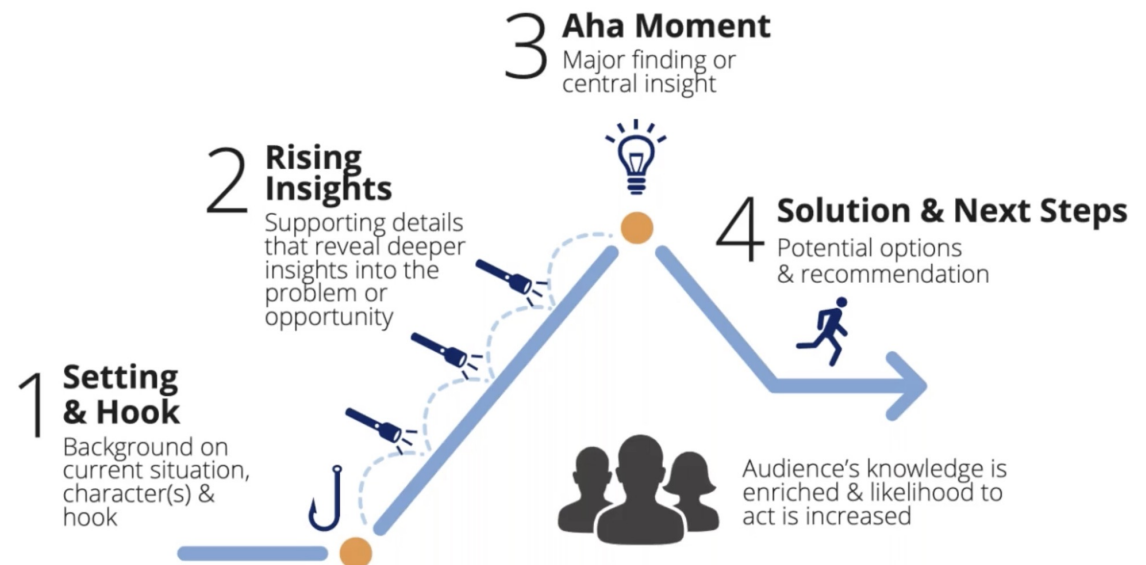 3
Aha Moment
Major finding or
central insight
2
Rising
Insights
Supporting details
that reveal deeper
insights into the
problem or
opportunity
4
Solution & Next Steps
Potential options
& recommendation
1
Setting
& Hook
Background on
current situation,
character(s) &
hook
Audience's knowledge is
enriched & likelihood to
act is increased